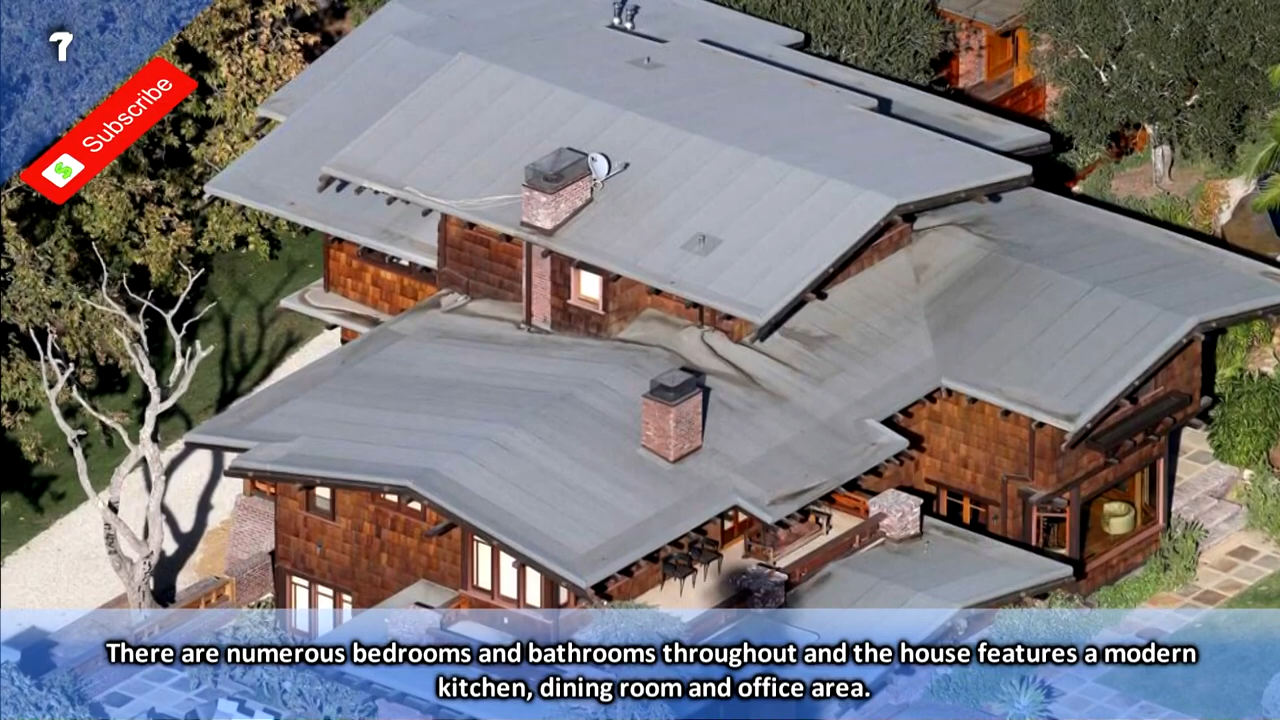 7
Subscribe
$
There are numerous bedrooms and bathrooms throughout and the house features a modern
kitchen, dining room and office area.